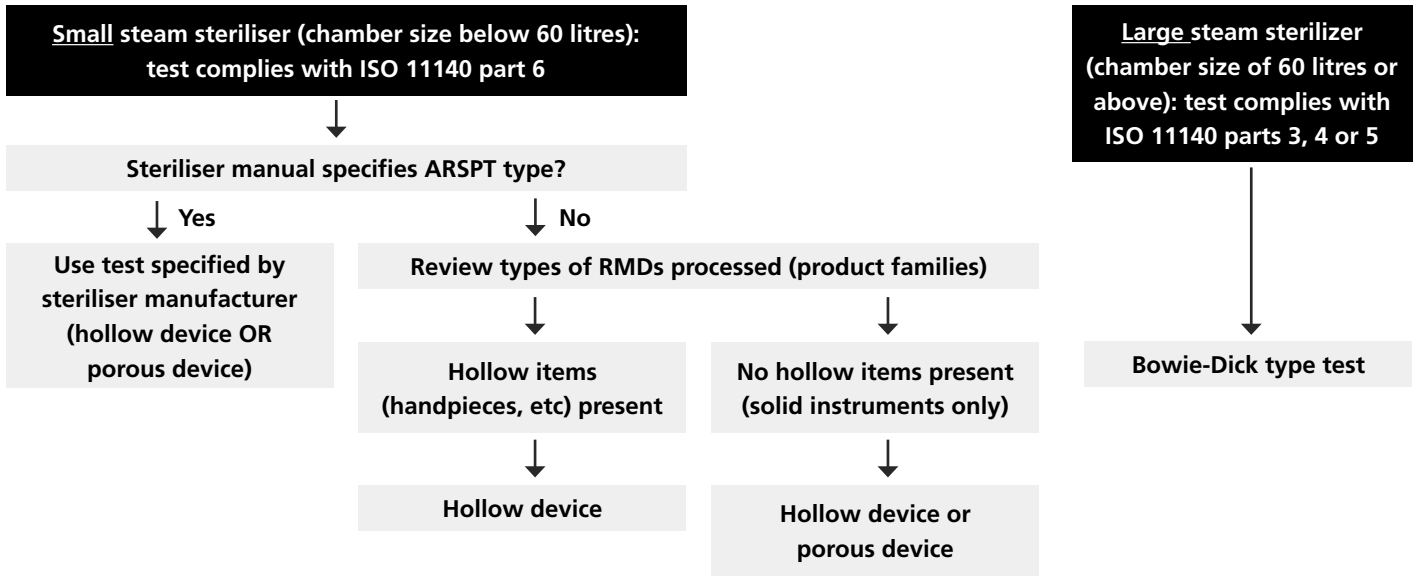 Small steam steriliser (chamber size below 60 litres):
test complies with ISO 11140 part 6
Steriliser manual specifies ARSPT type?
Yes
No
Use test specified by
steriliser manufacturer
(hollow device OR
porous device)
Review types of RMDs processed (product families)
Hollow items
(handpieces, etc) present
No hollow items present
(solid instruments only)
Hollow device
Hollow device or
porous device
Large steam sterilizer
(chamber size of 60 litres or
above): test complies with
ISO 11140 parts 3, 4 or 5
Bowie-Dick type test